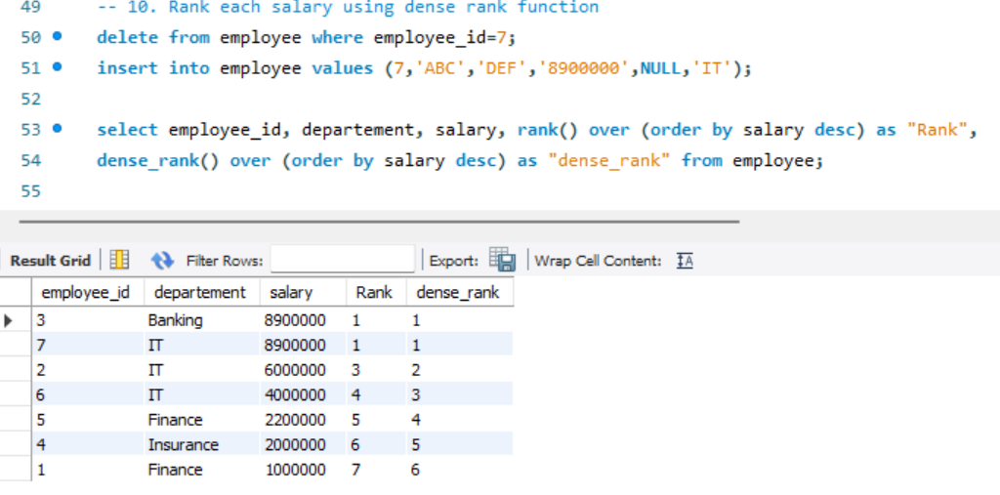 49 -- 10. Rank each salary using dense rank function
50 delete from employee where employee_id=7;
51 insert into employee values (7,'ABC','DEF','8900000',NULL,'IT');
52
53 select employee_id, departement, salary, rank() over (order by salary desc) as "Rank",
54 dense_rank() over (order by salary desc) as "dense_rank" from employee;
55
Result Grid Filter Rows: Export: Wrap Cell Content: IA
employee_id departement salary Rank dense_rank
3 Banking 8900000 1 1
7 IT 8900000 1 1
2 IT 6000000 3 2
6 IT 4000000 4 3
5 Finance 2200000 5 4
4 Insurance 2000000 6 5
1 Finance 1000000 7 6